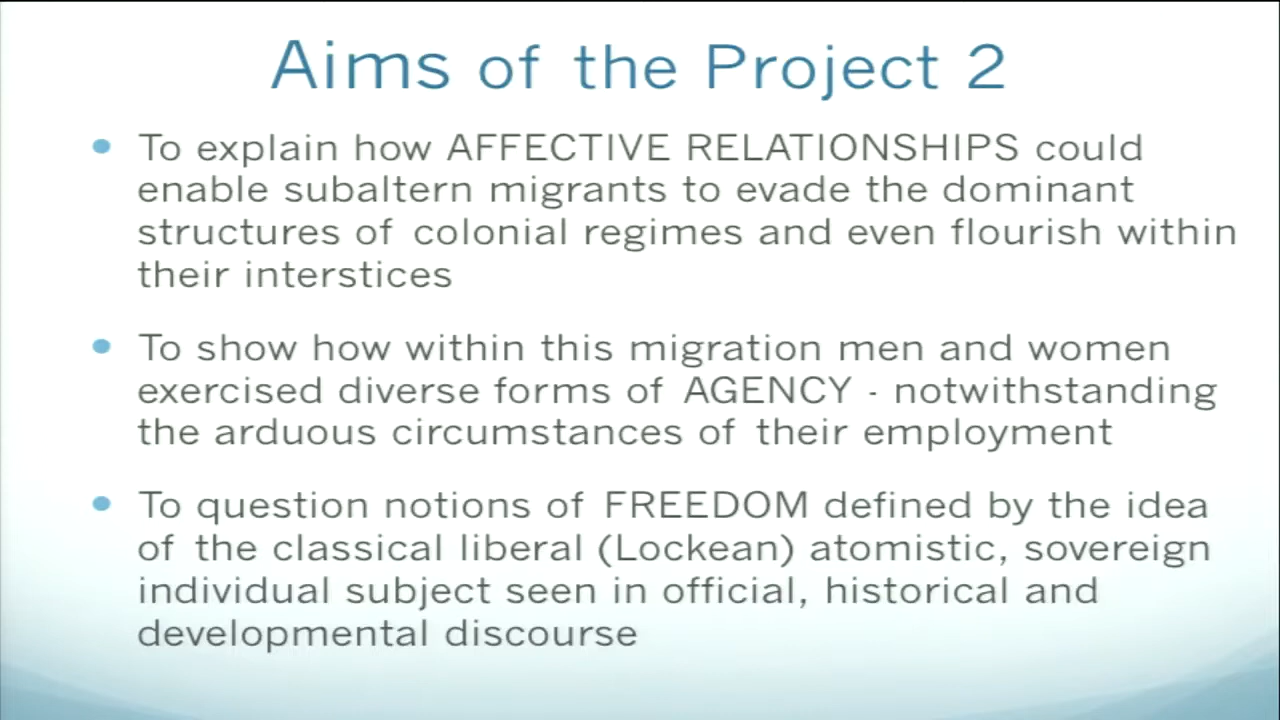 Aims of the Project 2
• To explain how AFFECTIVE RELATIONSHIPS could
enable subaltern migrants to evade the dominant
structures of colonial regimes and even flourish within
their interstices
• To show how within this migration men and women
exercised diverse forms of AGENCY - notwithstanding
the arduous circumstances of their employment
• To question notions of FREEDOM defined by the idea
of the classical liberal (Lockean) atomistic, sovereign
individual subject seen in official, historical and
developmental discourse